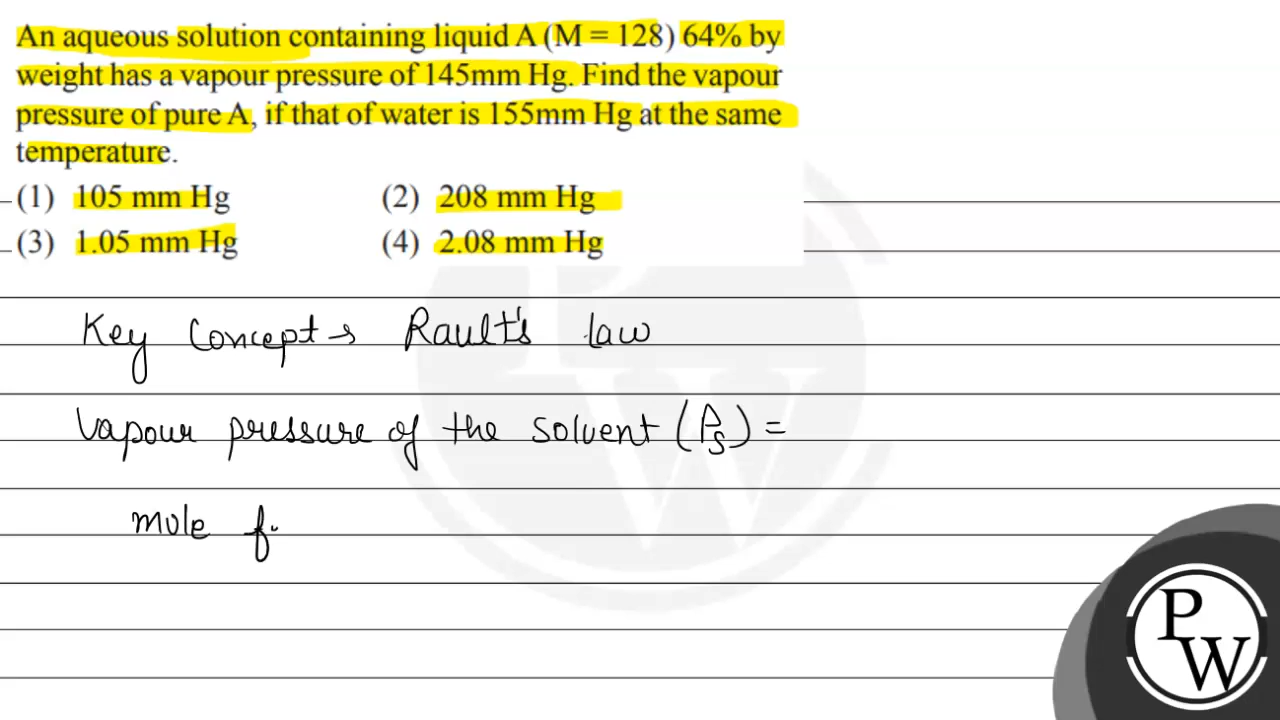 An aqueous solution containing liquid A (M = 128) 64% by
weight has a vapour pressure of 145mm Hg. Find the vapour
pressure of pure A, if that of water is 155mm Hg at the same
temperature.
(1) 105 mm Hg (2) 208 mm Hg
(3) 1.05 mm Hg (4) 2.08 mm Hg
Key Concept → Rault's law
Vapour pressure of the solvent (Ps) =
mole f
P
W